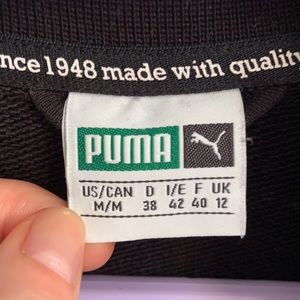 nce 1948 made with quality
PUMA
US/CAN D I/E F UK
M/M 38 42 40 12